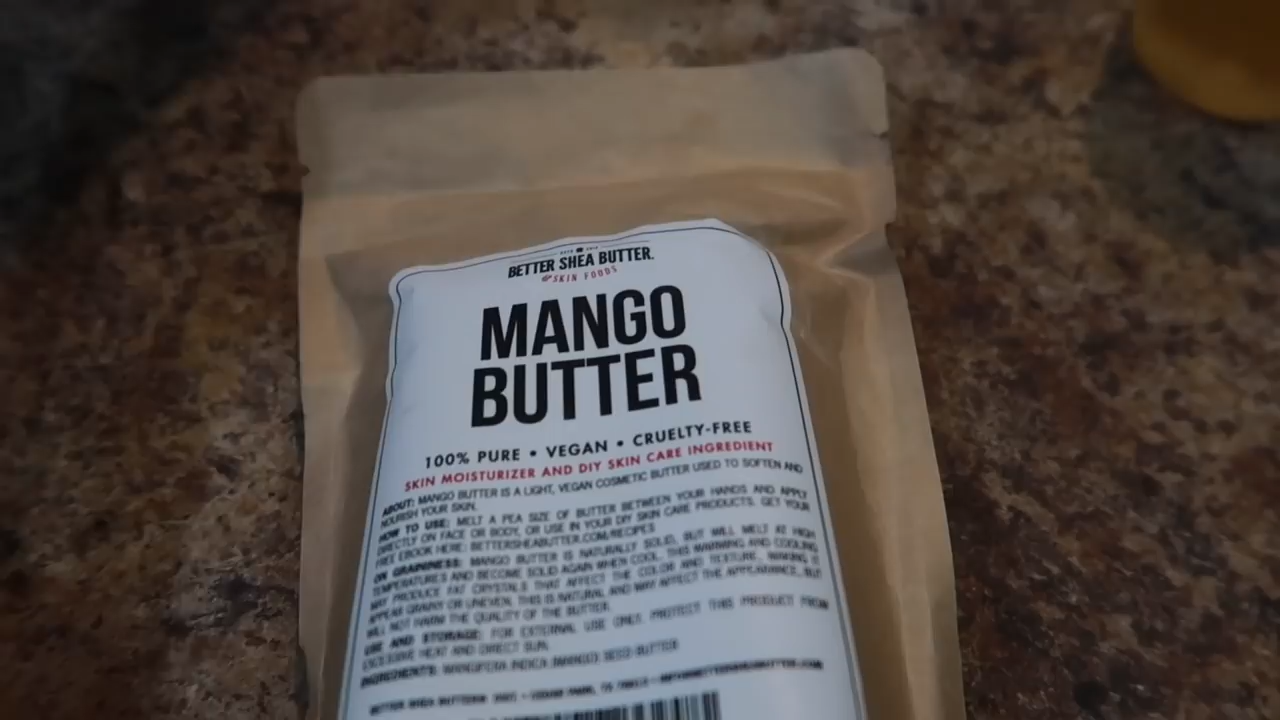 BETTER SHEA BUTTER.
& SKIN FOODS
MANGO
BUTTER
100% PURE • VEGAN • CRUELTY-FREE
SKIN MOISTURIZER AND DIY SKIN CARE INGREDIENT
ABOUT: MANGO BUTTER IS A LIGHT, VEGAN COSMETIC BUTTER USED TO SOFTEN AND
NOURISH YOUR SKIN.
HOW TO USE: MELT A PEA SIZE OF BUTTER BETWEEN YOUR HANDS AND APPLY
DIRECTLY ON FACE OR BODY, OR USE IN YOUR DIY SKIN CARE PRODUCTS. GET YOUR
FREE EBOOK HERE: BETTERSHEABUTTER.COM/RECIPES
ON GRAININESS: MANGO BUTTER IS NATURALLY SOLID, BUT WILL MELT AT HIGH
TEMPERATURES AND BECOME SOLID AGAIN WHEN COOL. THIS WARMING AND COOLING
MAY PRODUCE FAT CRYSTALS THAT AFFECT THE COLOR AND TEXTURE, MAKING IT
APPEAR GRAINY OR UNEVEN. THIS IS NATURAL AND MAY AFFECT THE APPEARANCE, BUT
WILL NOT HARM THE QUALITY OF THE BUTTER.
USE AND STORAGE: FOR EXTERNAL USE ONLY. PROTECT THIS PRODUCT FROM
EXCESSIVE HEAT AND DIRECT SUN.
INGREDIENTS: MANGIFERA INDICA (MANGO) SEED BUTTER
BETTER SHEA BUTTER®